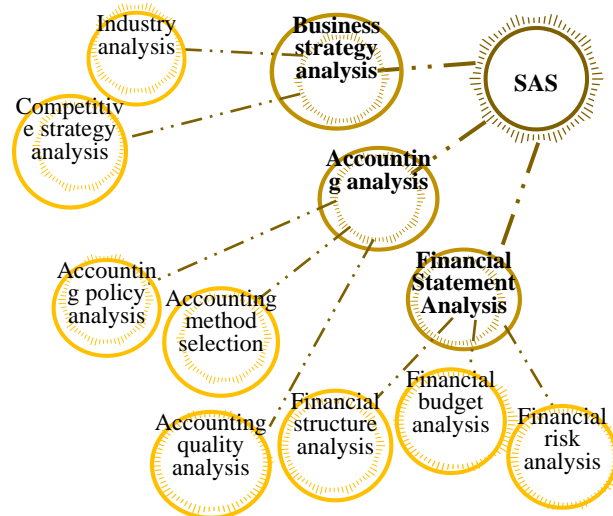 Industry
analysis
Business
strategy
analysis
SAS
Competitiv
e strategy
analysis
Accountin
g analysis
Accountin
g policy
analysis
Accounting
method
selection
Financial
Statement
Analysis
Accounting
quality
analysis
Financial
structure
analysis
Financial
budget
analysis
Financial
risk
analysis